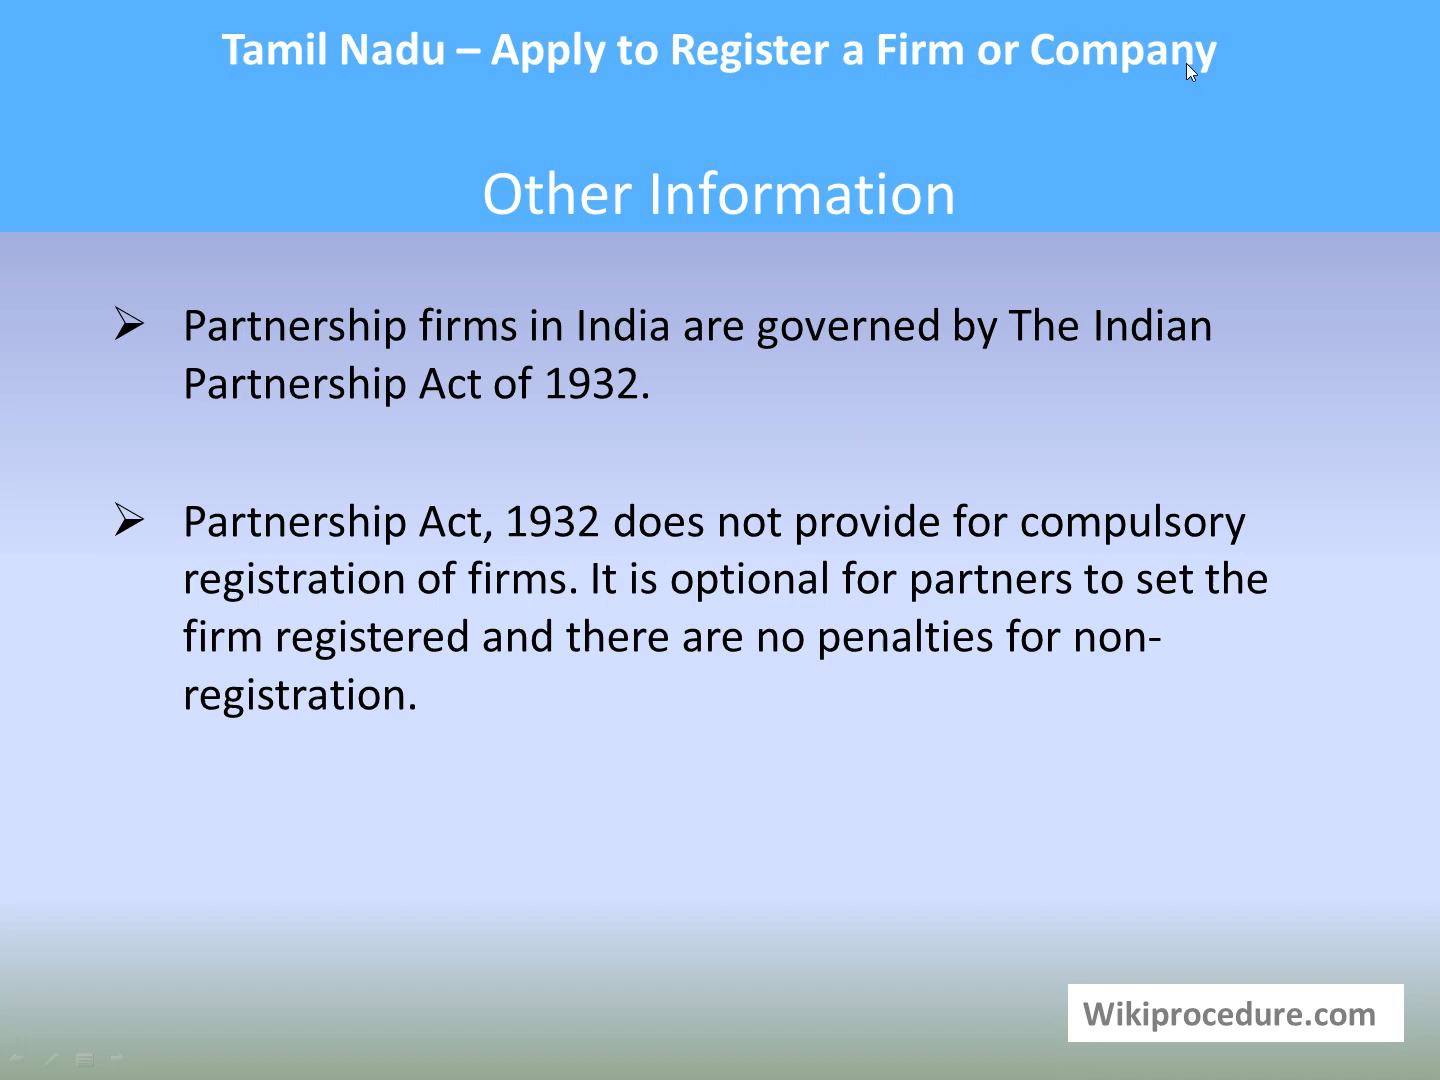 Tamil Nadu – Apply to Register a Firm or Company
Other Information
➢ Partnership firms in India are governed by The Indian
Partnership Act of 1932.
➢ Partnership Act, 1932 does not provide for compulsory
registration of firms. It is optional for partners to set the
firm registered and there are no penalties for non-
registration.
Wikiprocedure.com